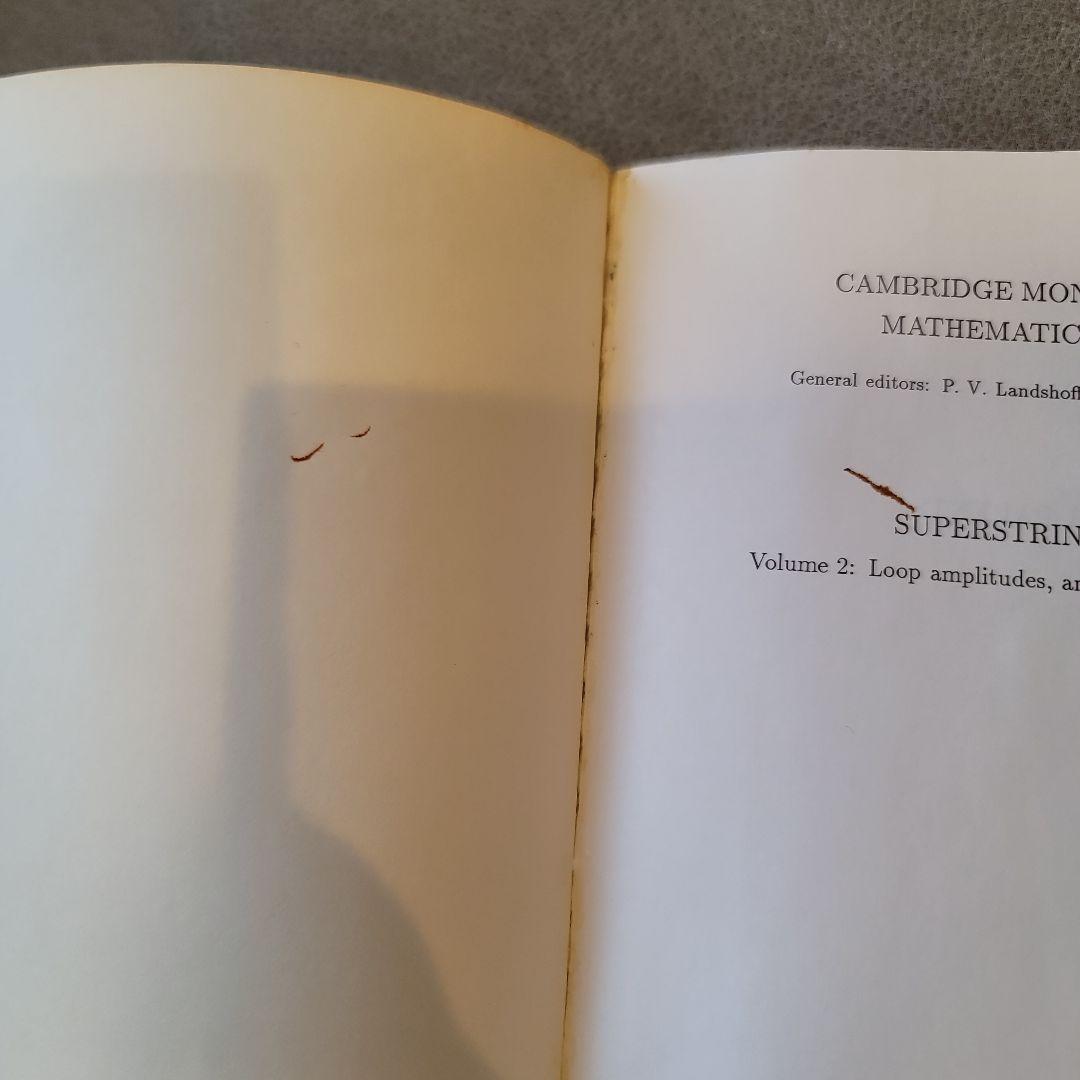 CAMBRIDGE MON
MATHEMATIC
General editors: P. V. Landshoff
SUPERSTRIN
Volume 2: Loop amplitudes, an